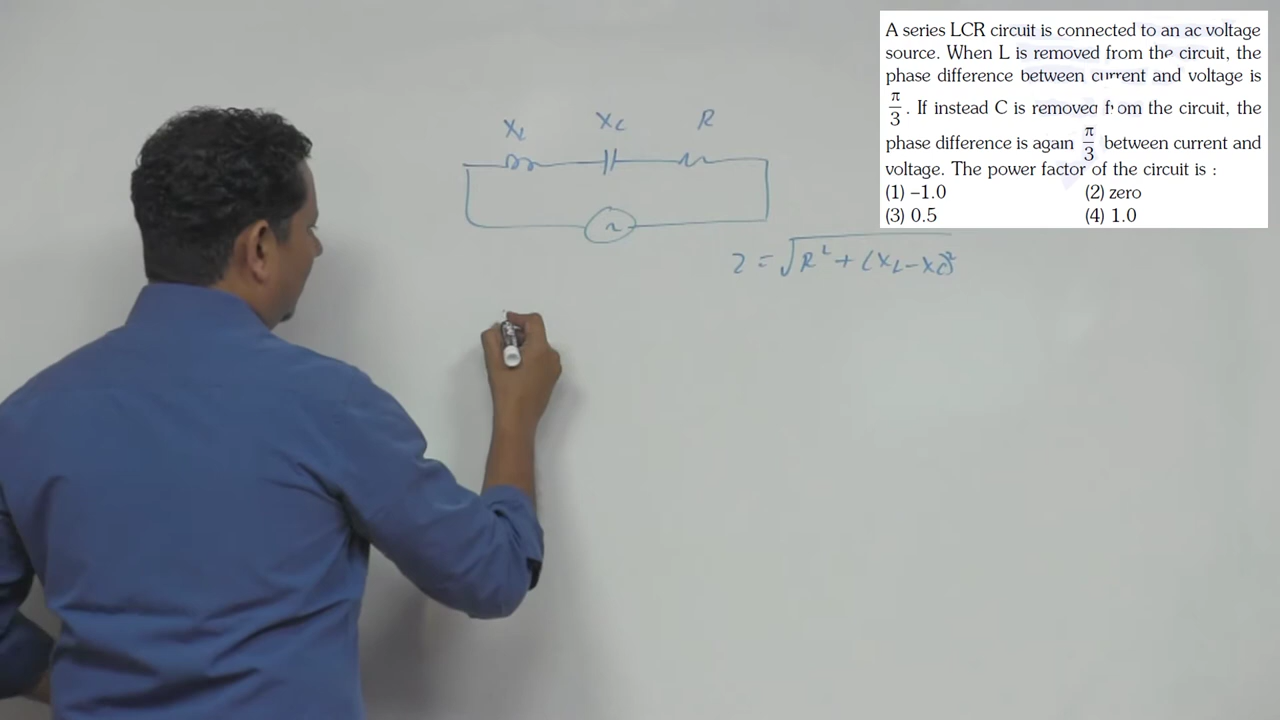 A series LCR circuit is connected to an ac voltage
source. When L is removed from the circuit, the
phase difference between current and voltage is
π/3. If instead C is removed from the circuit, the
phase difference is again π/3 between current and
voltage. The power factor of the circuit is :
(1) –1.0 (2) zero
(3) 0.5 (4) 1.0
XL XC R
Z = √R² + (XL – XC)²